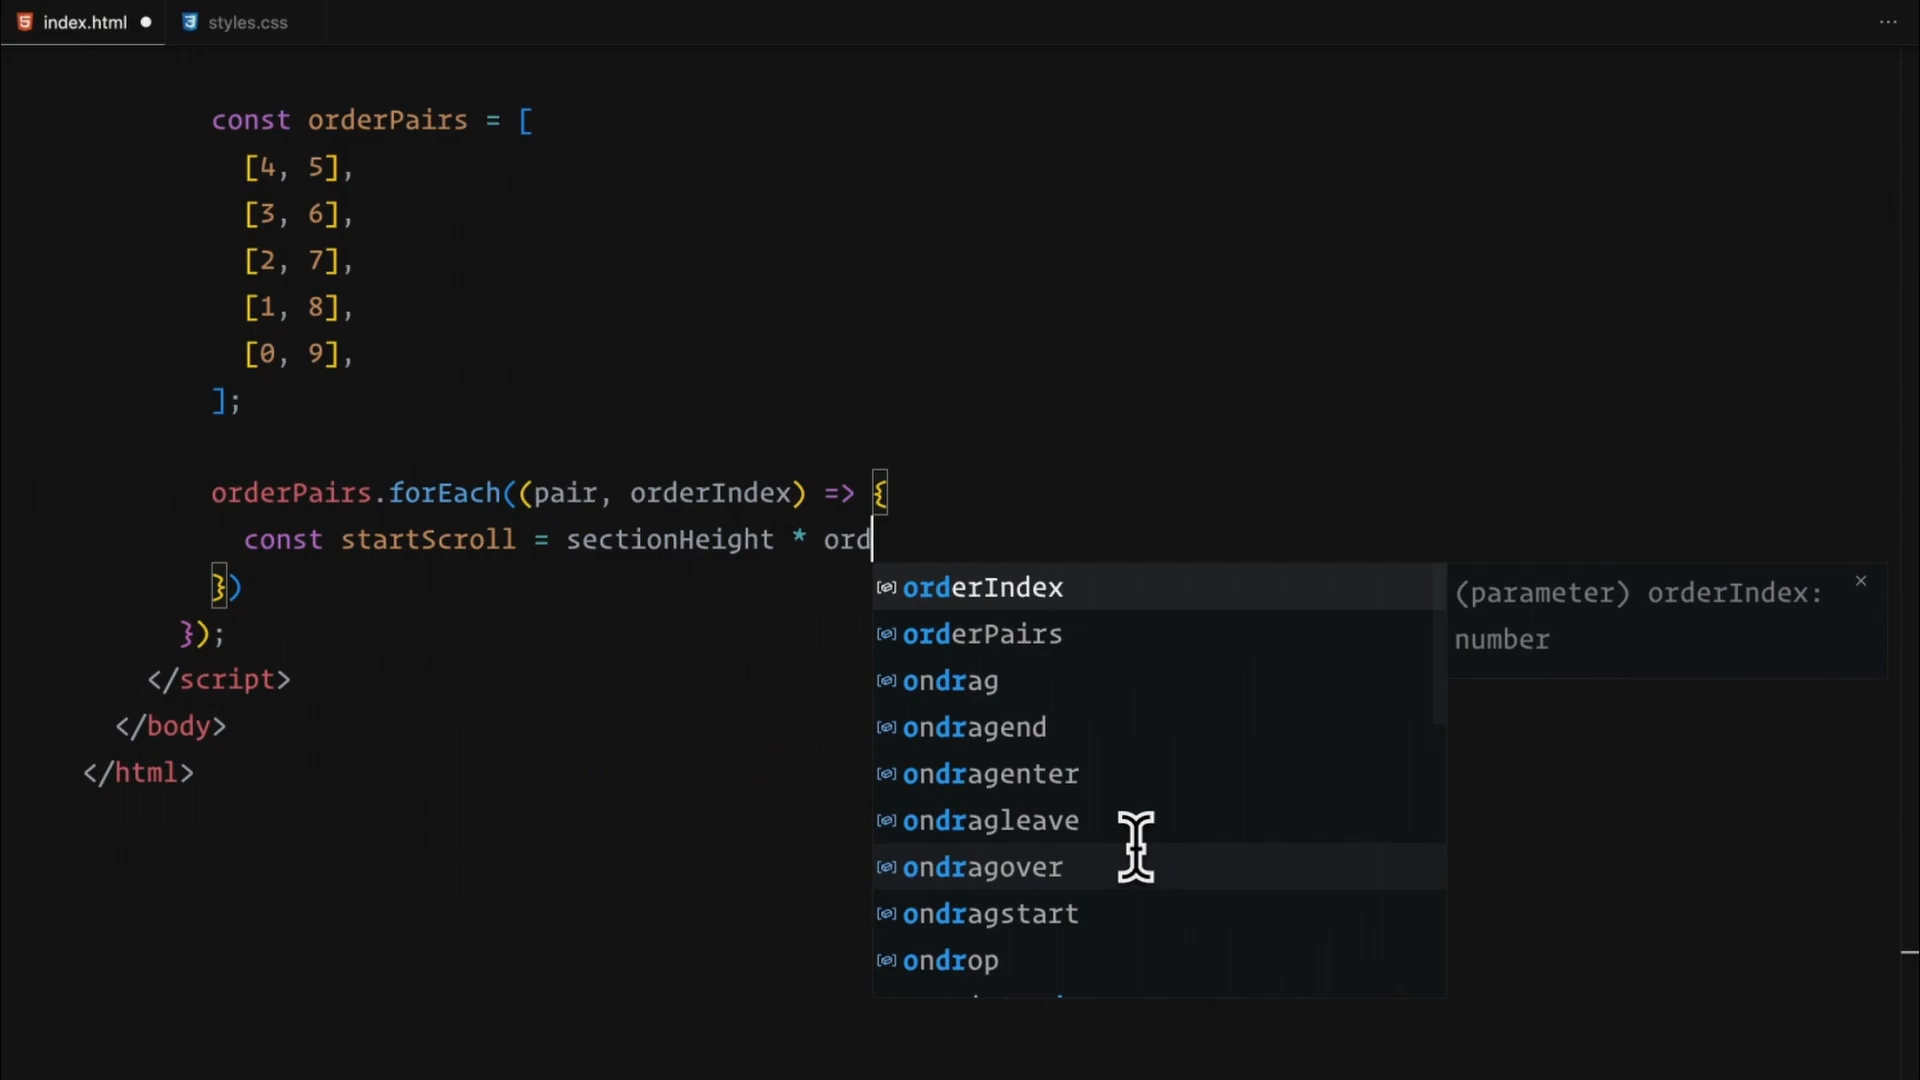 index.html
styles.css
const orderPairs = [
[4, 5],
[3, 6],
[2, 7],
[1, 8],
[0, 9],
];
orderPairs.forEach((pair, orderIndex) => {
const startScroll = sectionHeight * ord
})
});
</script>
</body>
</html>
orderIndex
orderPairs
ondrag
ondragend
ondragenter
ondragleave
ondragover
ondragstart
ondrop
(parameter) orderIndex:
number